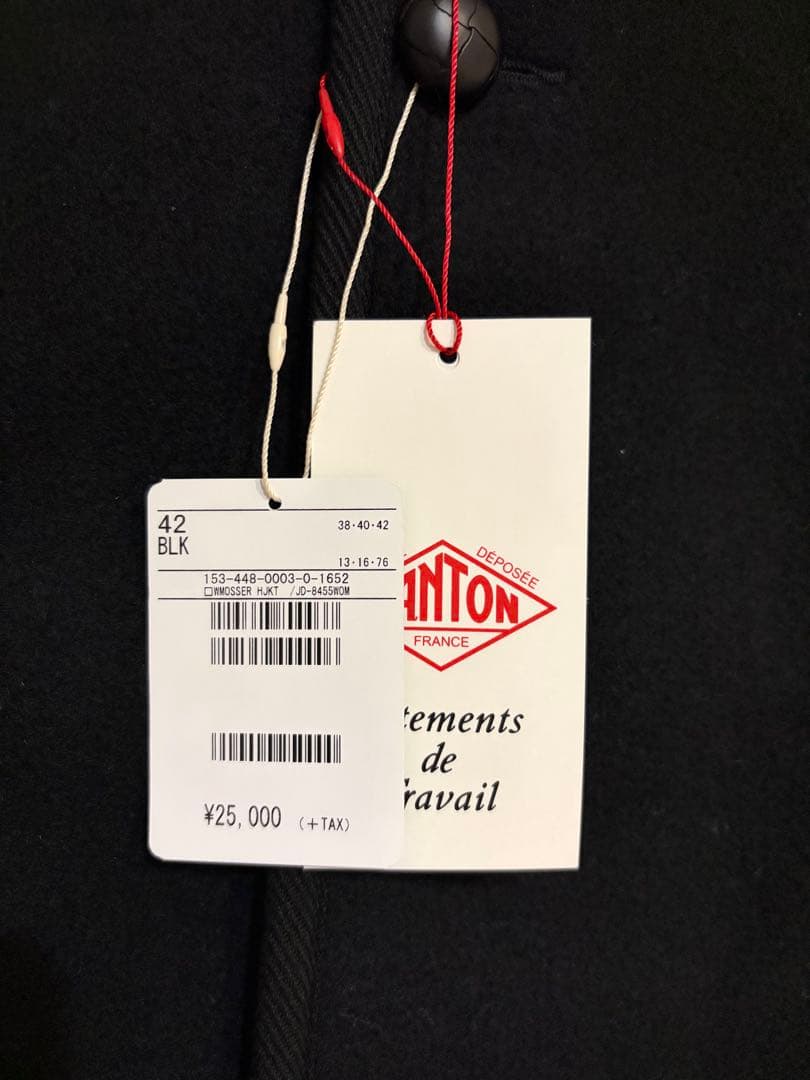 42
38・40・42
BLK
13・16・76
153-448-0003-0-1652
□WMOSSER HJKT /JD-8455WOM
¥25,000 (+TAX)
DÉPOSÉE
ANTON
FRANCE
tements
de
ravail